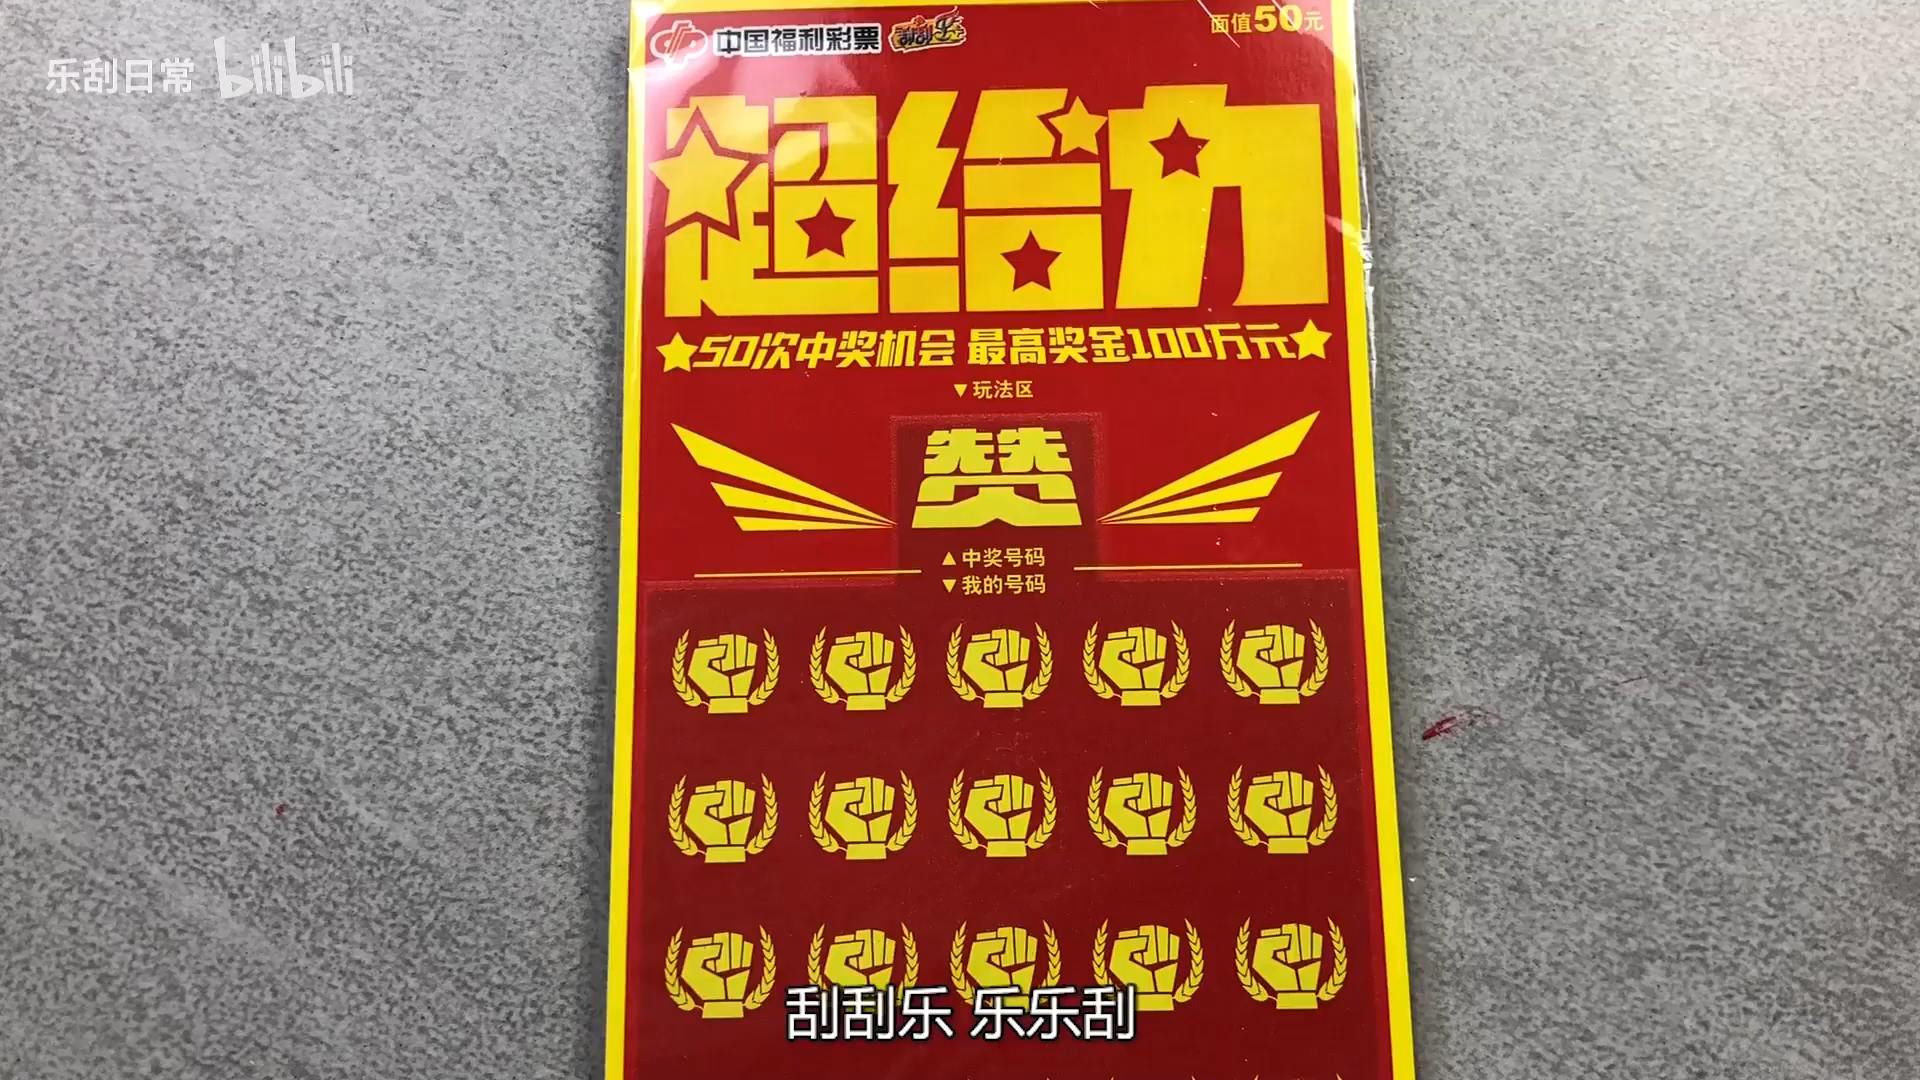 乐刮日常 bilibili
中国福利彩票 刮刮乐
面值50元
超给力
50次中奖机会 最高奖金100万元
▼玩法区
赞
▲中奖号码
▼我的号码
刮刮乐 乐乐刮